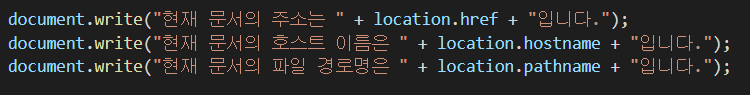 document.write("현재 문서의 주소는 " + location.href + "입니다.");
document.write("현재 문서의 호스트 이름은 " + location.hostname + "입니다.");
document.write("현재 문서의 파일 경로명은 " + location.pathname + "입니다.");